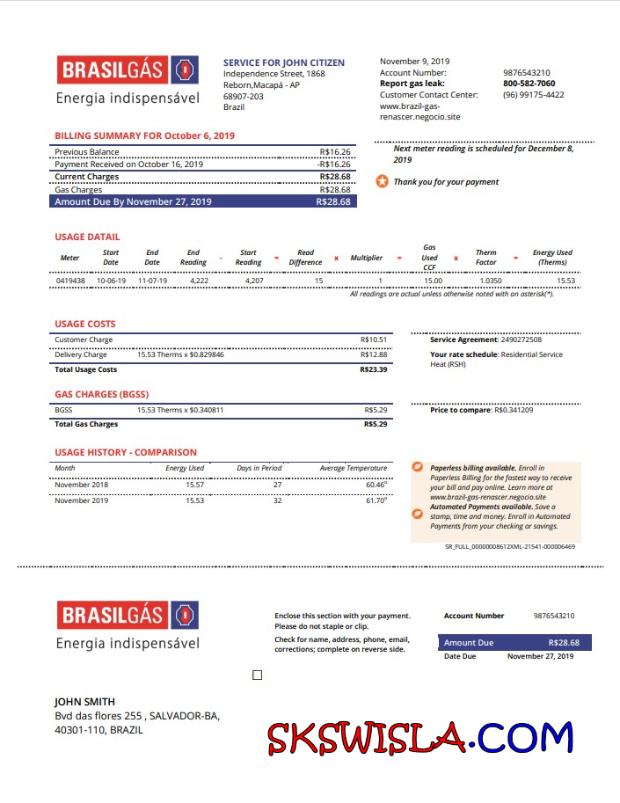 BRASILGÁS
Energia indispensável
SERVICE FOR JOHN CITIZEN
Independence Street, 1868
Reborn,Macapá - AP
68907-203
Brazil
November 9, 2019
Account Number: 9876543210
Report gas leak: 800-582-7060
Customer Contact Center: (96) 99175-4422
www.brazil-gas-
renascer.negocio.site
BILLING SUMMARY FOR October 6, 2019
Previous Balance R$16.26
Payment Received on October 16, 2019 -R$16.26
Current Charges R$28.68
Gas Charges R$28.68
Amount Due By November 27, 2019 R$28.68
Next meter reading is scheduled for December 8,
2019
Thank you for your payment
USAGE DATAIL
Meter Start Date End Date End Reading - Start Reading = Read Difference x Multiplier = Gas Used CCF x Therm Factor = Energy Used (Therms)
0419438 10-06-19 11-07-19 4,222 4,207 15 1 15.00 1.0350 15.53
All readings are actual unless otherwise noted with an asterisk(*).
USAGE COSTS
Customer Charge R$10.51
Delivery Charge 15.53 Therms x $0.829846 R$12.88
Total Usage Costs R$23.39
Service Agreement: 2490272508
Your rate schedule: Residential Service
Heat (RSH)
GAS CHARGES (BGSS)
BGSS 15.53 Therms x $0.340811 R$5.29
Total Gas Charges R$5.29
Price to compare: R$0.341209
USAGE HISTORY - COMPARISON
Month Energy Used Days in Period Average Temperature
November 2018 15.57 27 60.46°
November 2019 15.53 32 61.70°
Paperless billing available. Enroll in
Paperless Billing for the fastest way to receive
your bill and pay online. Learn more at
www.brazil-gas-renascer.negocio.site
Automated Payments available. Save a
stamp, time and money. Enroll in Automated
Payments from your checking or savings.
SR_FULL_00000008612XML-21541-000006469
BRASILGÁS
Energia indispensável
Enclose this section with your payment.
Please do not staple or clip.
Check for name, address, phone, email,
corrections; complete on reverse side.
Account Number 9876543210
Amount Due R$28.68
Date Due November 27, 2019
JOHN SMITH
Bvd das flores 255 , SALVADOR-BA,
40301-110, BRAZIL
SKSWISLA.COM